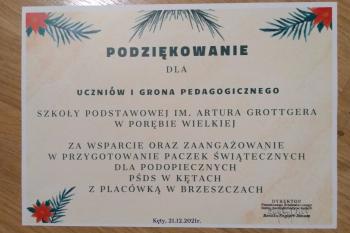 PODZIĘKOWANIE
DLA
UCZNIÓW I GRONA PEDAGOGICZNEGO
SZKOŁY PODSTAWOWEJ IM. ARTURA GROTTGERA
W PORĘBIE WIELKIEJ
ZA WSPARCIE ORAZ ZAANGAŻOWANIE
W PRZYGOTOWANIE PACZEK ŚWIĄTECZNYCH
DLA PODOPIECZNYCH
PŚDS W KĘTACH
Z PLACÓWKĄ W BRZESZCZACH
DYREKTOR
Kęty, 21.12.2021r.